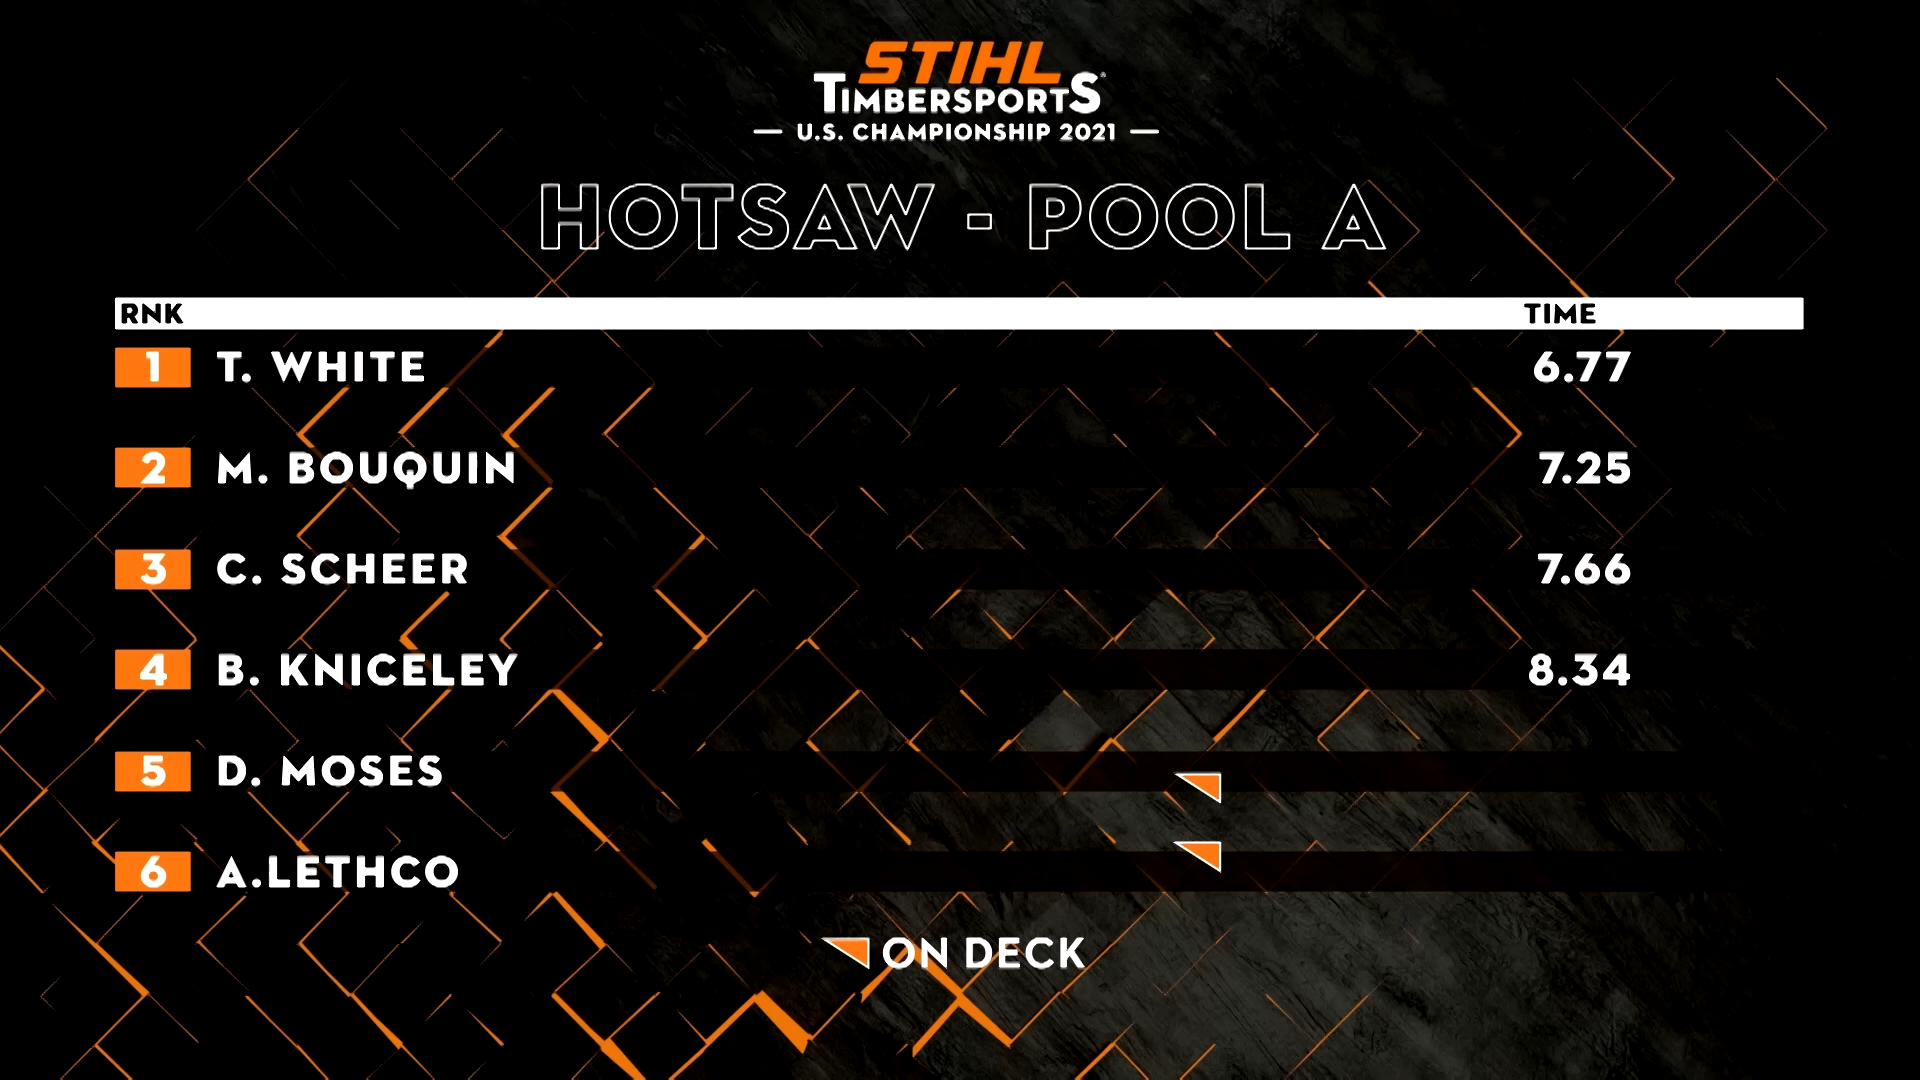 STIHL
TIMBERSPORTS®
U.S. CHAMPIONSHIP 2021
HOTSAW - POOL A
RNK TIME
1 T. WHITE 6.77
2 M. BOUQUIN 7.25
3 C. SCHEER 7.66
4 B. KNICELEY 8.34
5 D. MOSES
6 A.LETHCO
ON DECK